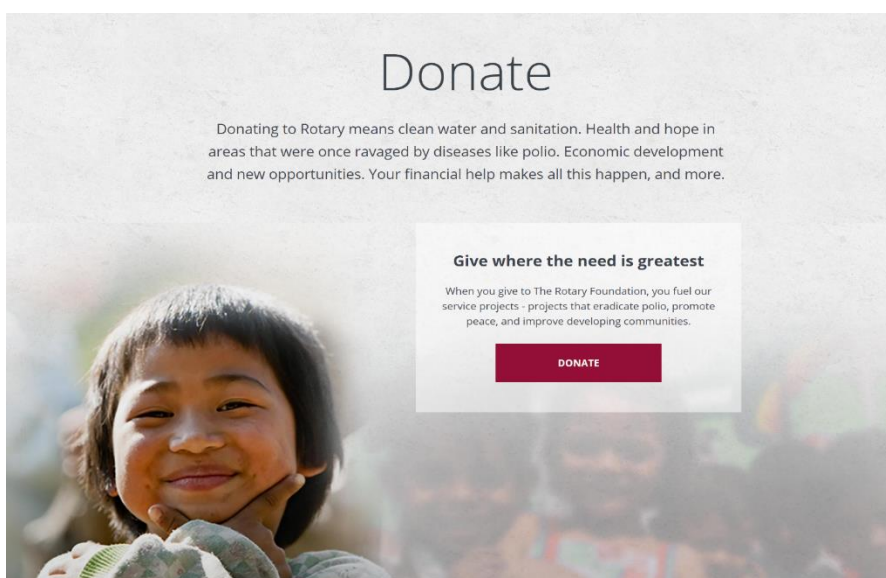 Donate
Donating to Rotary means clean water and sanitation. Health and hope in
areas that were once ravaged by diseases like polio. Economic development
and new opportunities. Your financial help makes all this happen, and more.
Give where the need is greatest
When you give to The Rotary Foundation, you fuel our
service projects - projects that eradicate polio, promote
peace, and improve developing communities.
DONATE